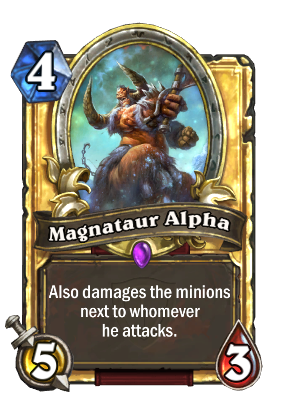 4
Magnataur Alpha
Also damages the minions
next to whomever
he attacks.
5
3